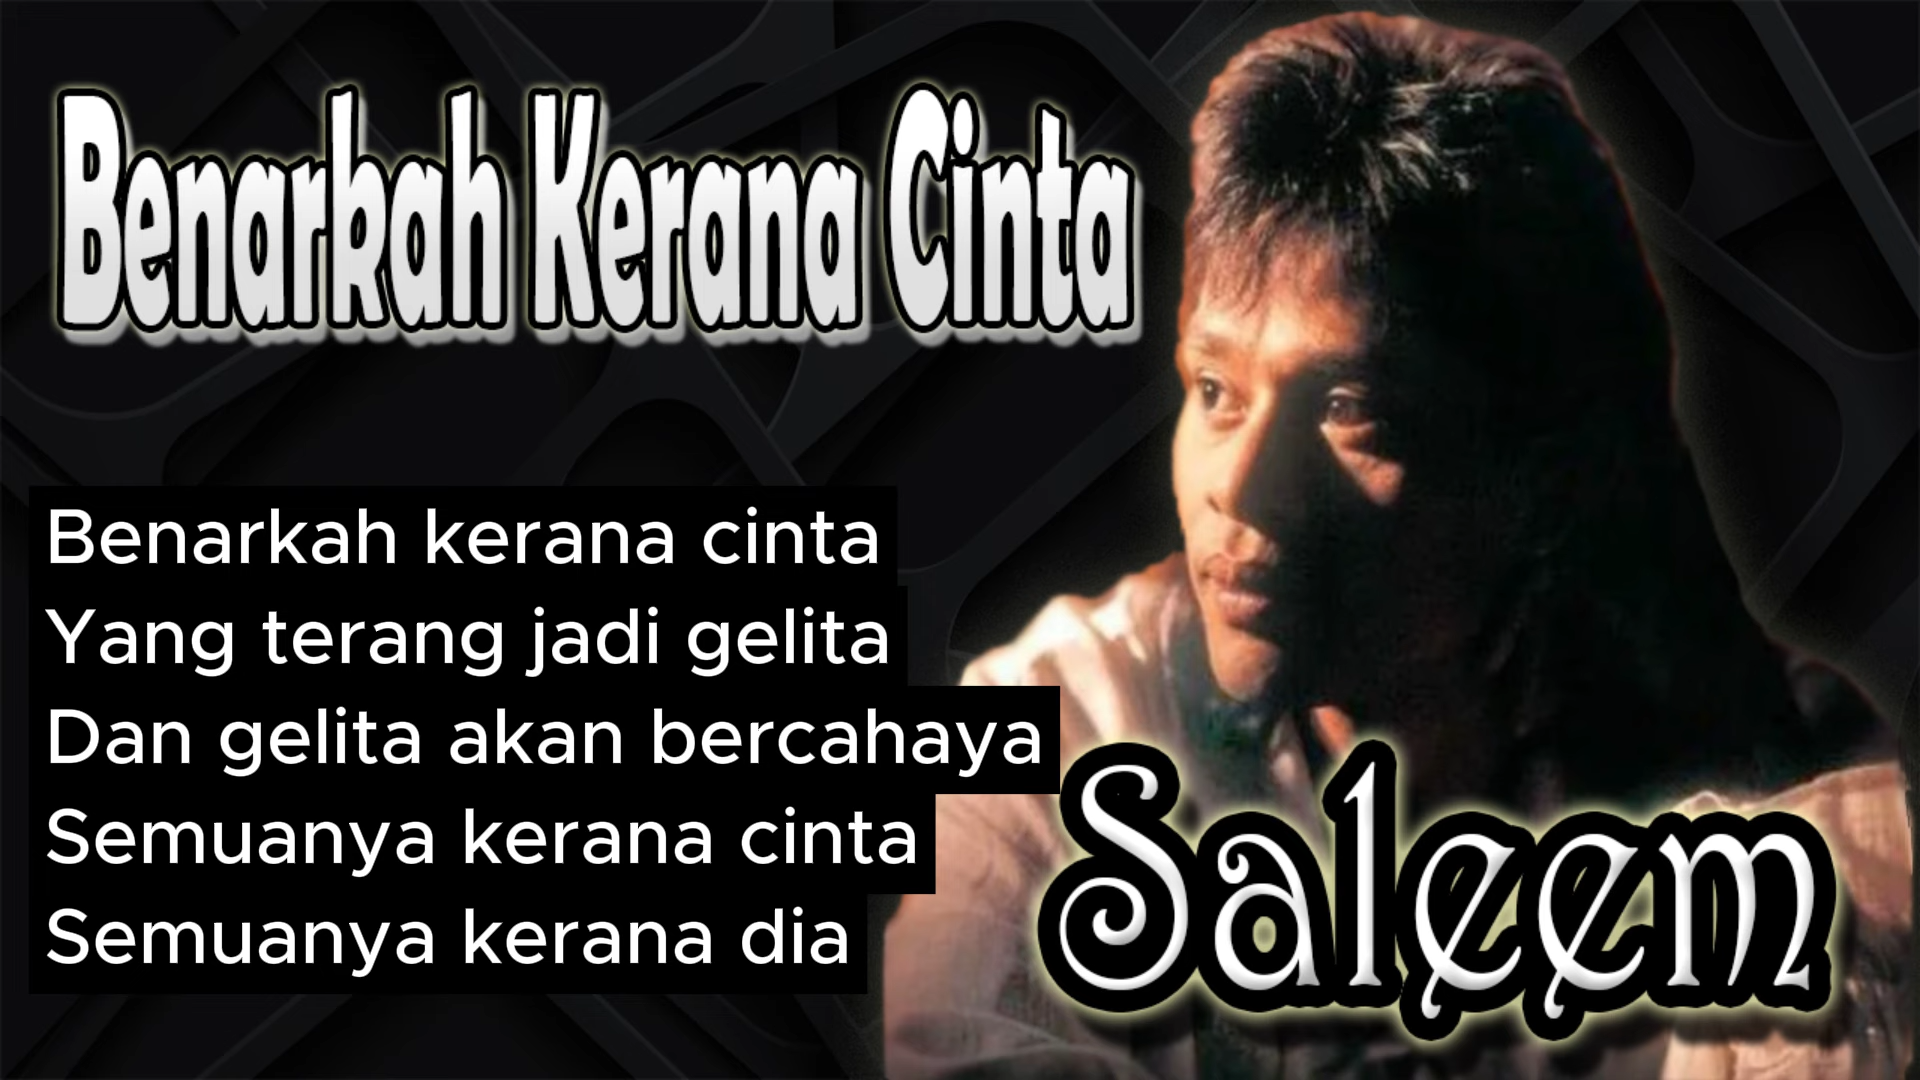 Benarkah Kerana Cinta
Benarkah kerana cinta
Yang terang jadi gelita
Dan gelita akan bercahaya
Semuanya kerana cinta
Semuanya kerana dia
Saleem